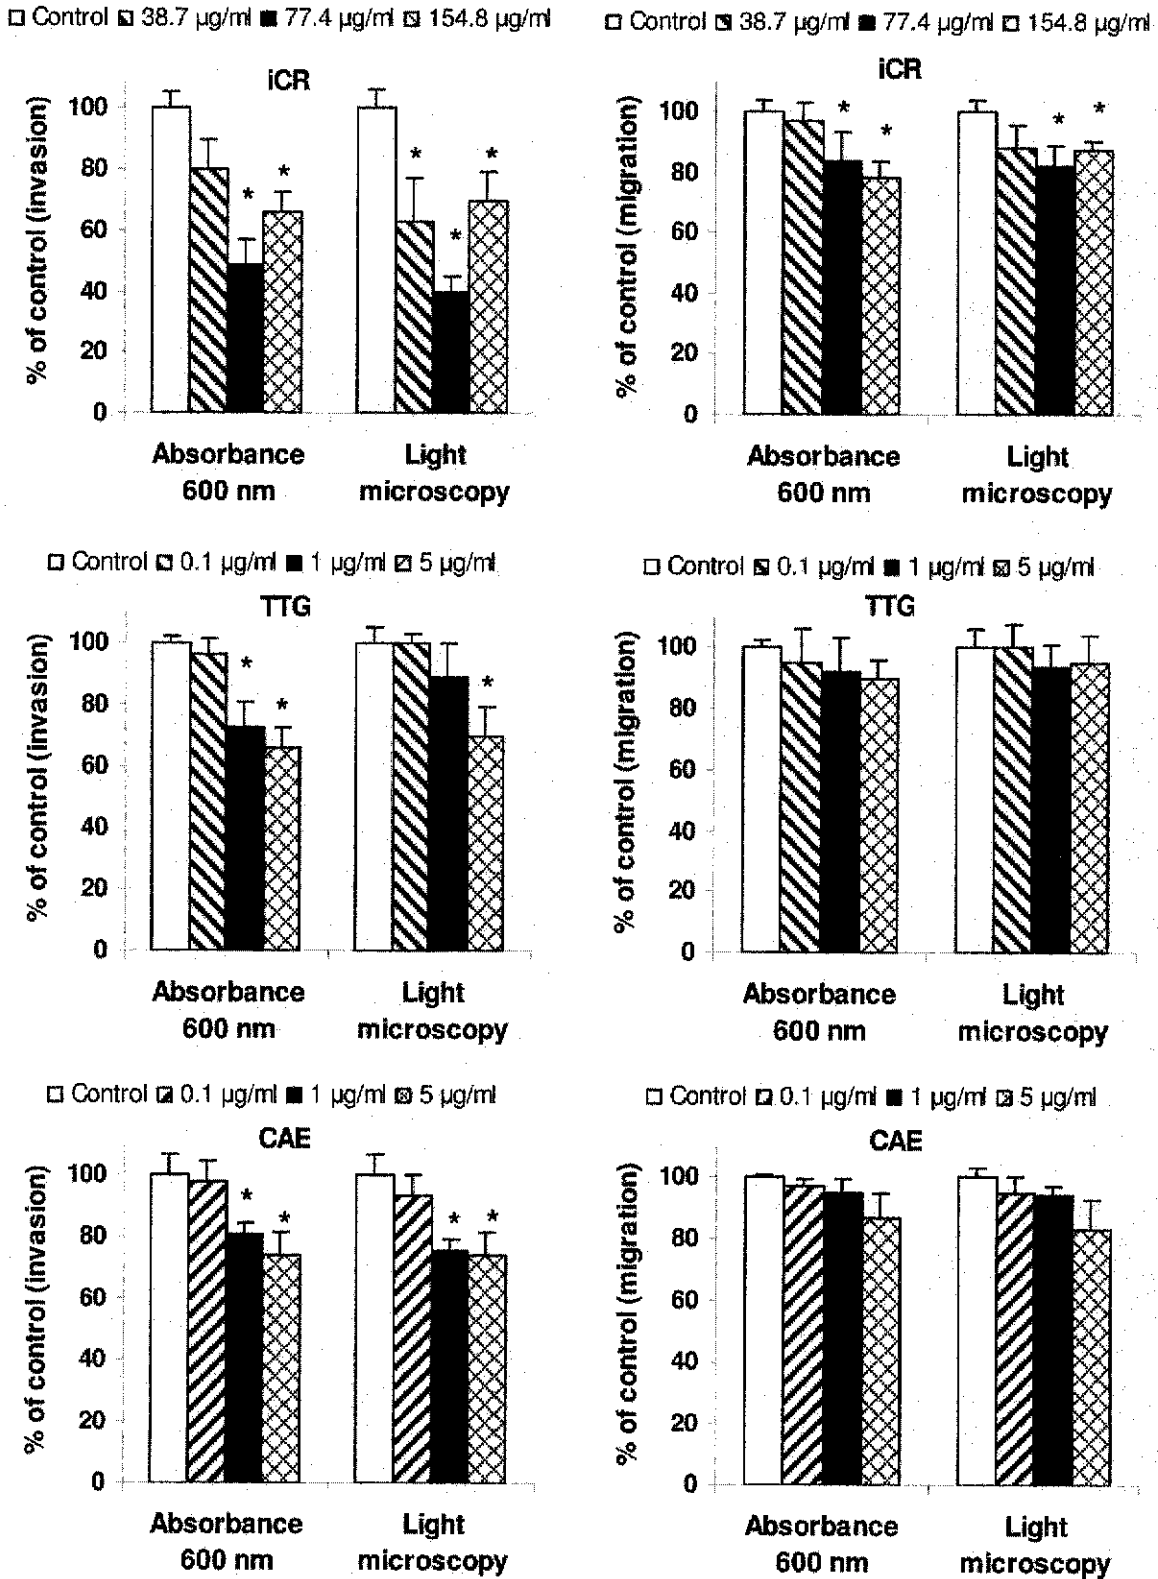 Control 38.7 µg/ml 77.4 µg/ml 154.8 µg/ml
iCR
% of control (invasion)
100
80
60
40
20
0
Absorbance
600 nm
Light
microscopy
* * * * *
Control 38.7 µg/ml 77.4 µg/ml 154.8 µg/ml
iCR
% of control (migration)
100
80
60
40
20
0
Absorbance
600 nm
Light
microscopy
* * * *
Control 0.1 µg/ml 1 µg/ml 5 µg/ml
TTG
% of control (invasion)
100
80
60
40
20
0
Absorbance
600 nm
Light
microscopy
* * *
Control 0.1 µg/ml 1 µg/ml 5 µg/ml
TTG
% of control (migration)
100
80
60
40
20
0
Absorbance
600 nm
Light
microscopy
Control 0.1 µg/ml 1 µg/ml 5 µg/ml
CAE
% of control (invasion)
100
80
60
40
20
0
Absorbance
600 nm
Light
microscopy
* * * *
Control 0.1 µg/ml 1 µg/ml 5 µg/ml
CAE
% of control (migration)
100
80
60
40
20
0
Absorbance
600 nm
Light
microscopy